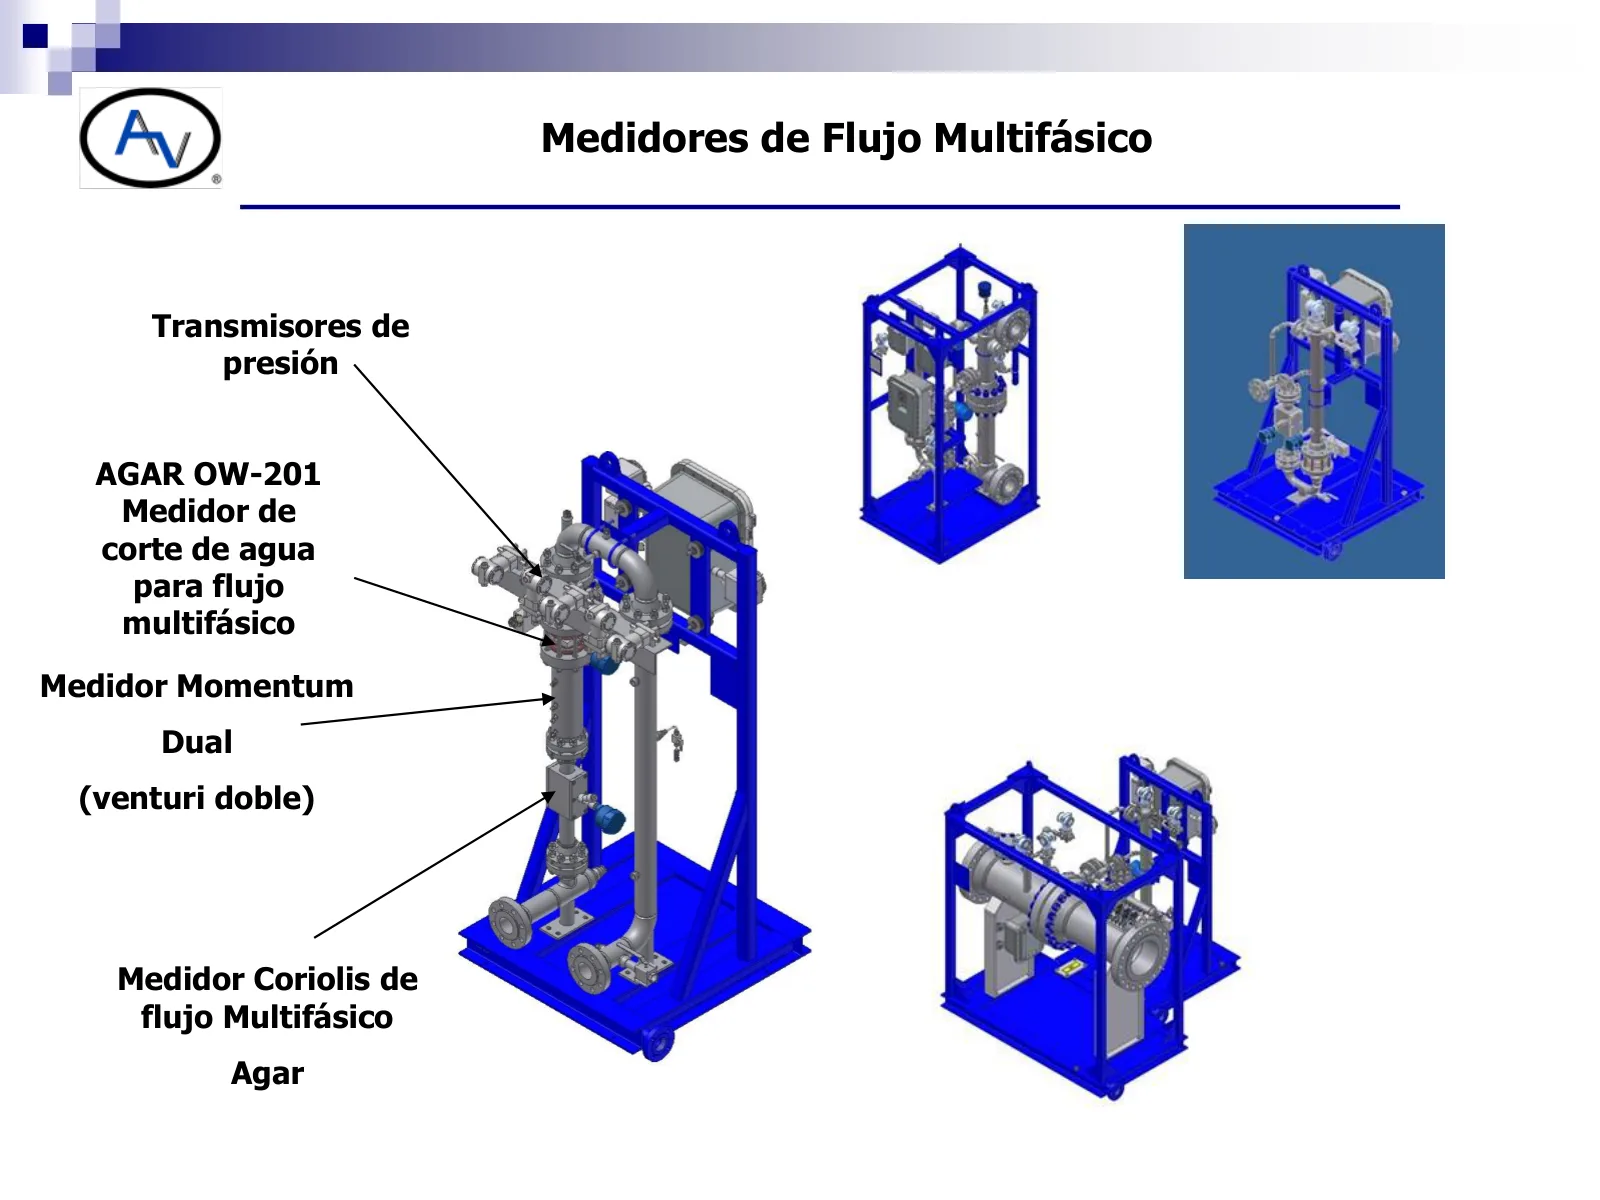 AV
®
Medidores de Flujo Multifásico
Transmisores de
presión
AGAR OW-201
Medidor de
corte de agua
para flujo
multifásico
Medidor Momentum
Dual
(venturi doble)
Medidor Coriolis de
flujo Multifásico
Agar